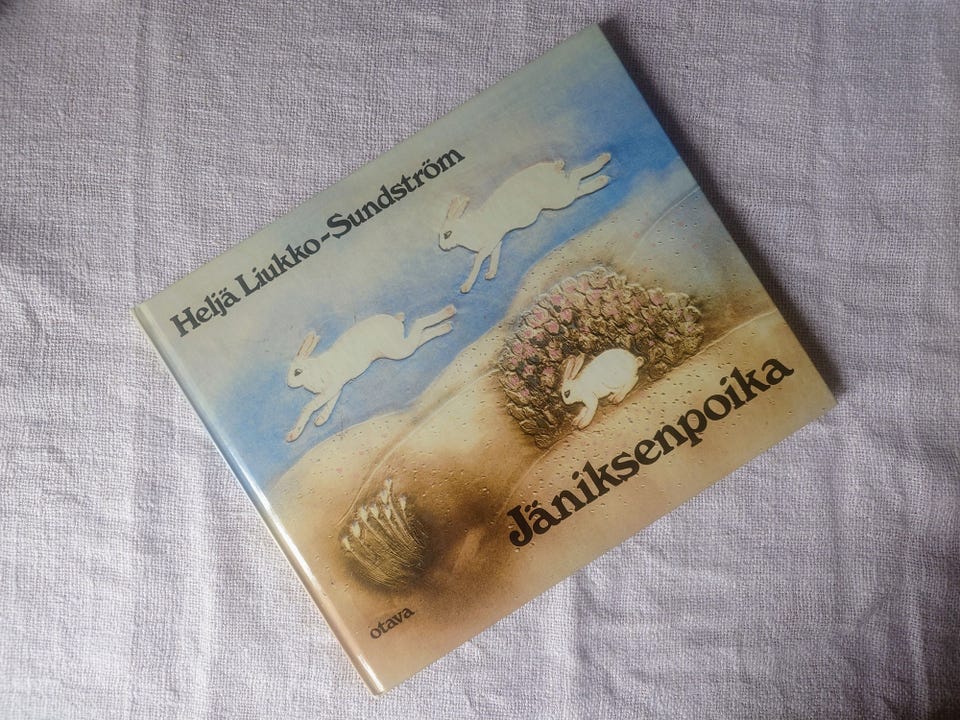 Heljä Liukko-Sundström
Jäniksenpoika
otava